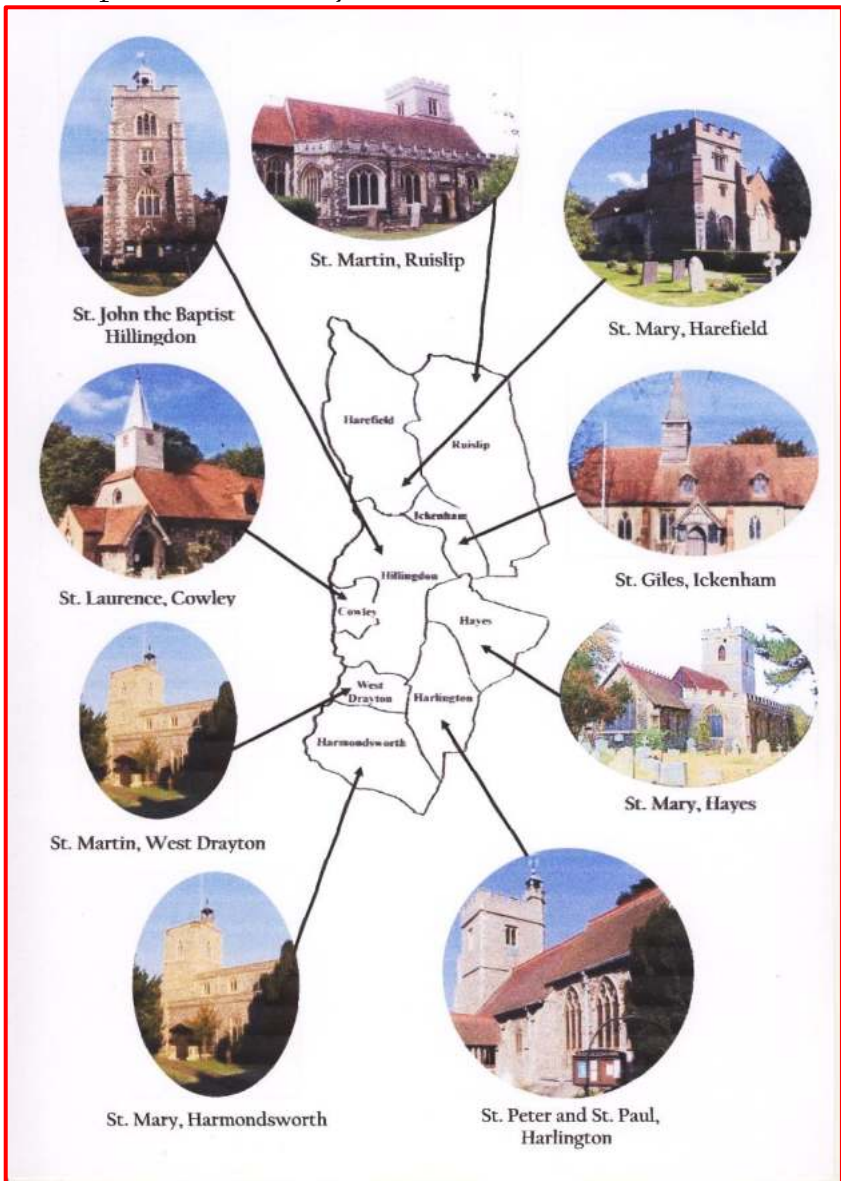 St. Martin, Ruislip
St. John the Baptist
Hillingdon
St. Mary, Harefield
Harefield
Ruislip
Ickenham
St. Giles, Ickenham
Hillingdon
St. Laurence, Cowley
Cowley
Hayes
West
Drayton
Harlington
Harmondsworth
St. Mary, Hayes
St. Martin, West Drayton
St. Mary, Harmondsworth
St. Peter and St. Paul,
Harlington